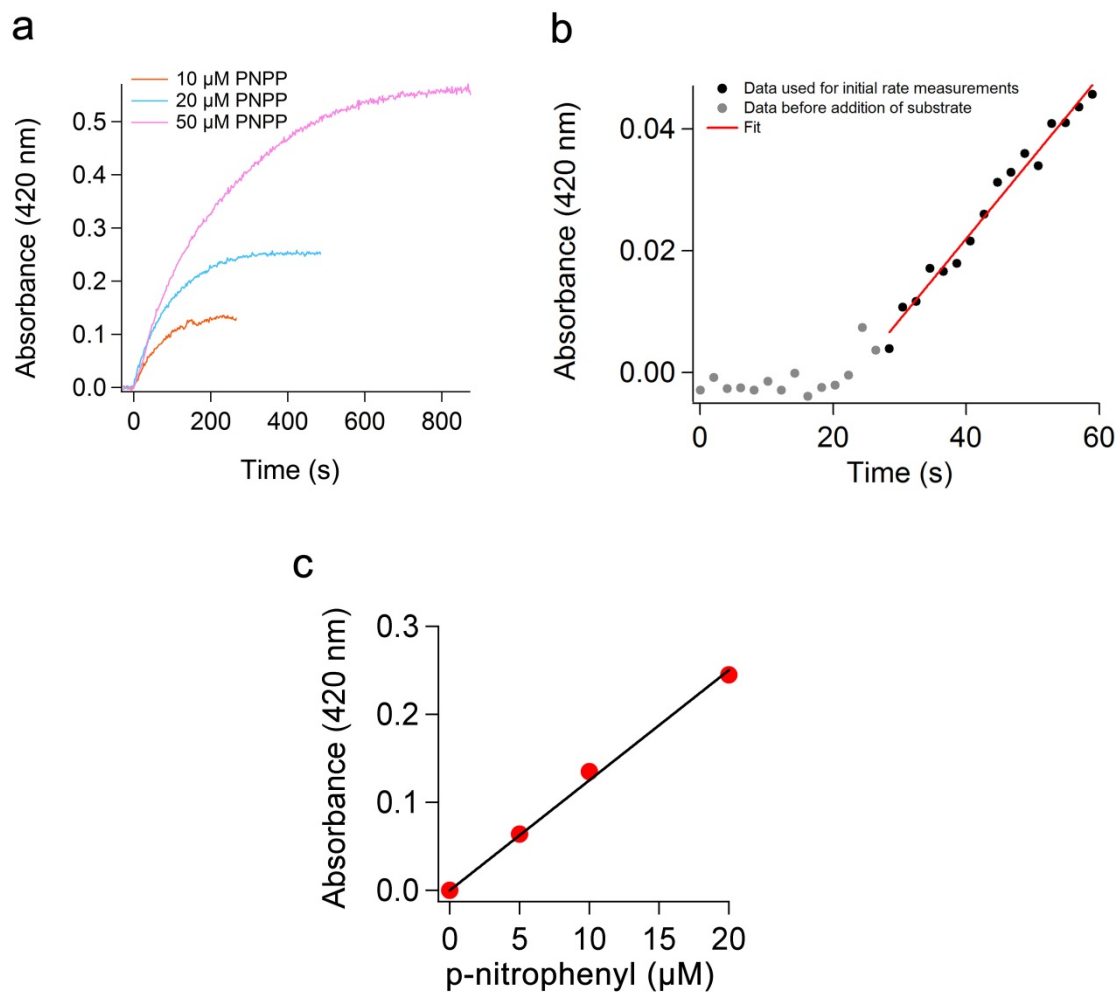 a
10 µM PNPP
20 µM PNPP
50 µM PNPP
0.5
0.4
0.3
0.2
0.1
0.0
Absorbance (420 nm)
0 200 400 600 800
Time (s)
b
Data used for initial rate measurements
Data before addition of substrate
Fit
0.04
0.02
0.00
Absorbance (420 nm)
0 20 40 60
Time (s)
c
0.3
0.2
0.1
0.0
Absorbance (420 nm)
0 5 10 15 20
p-nitrophenyl (µM)